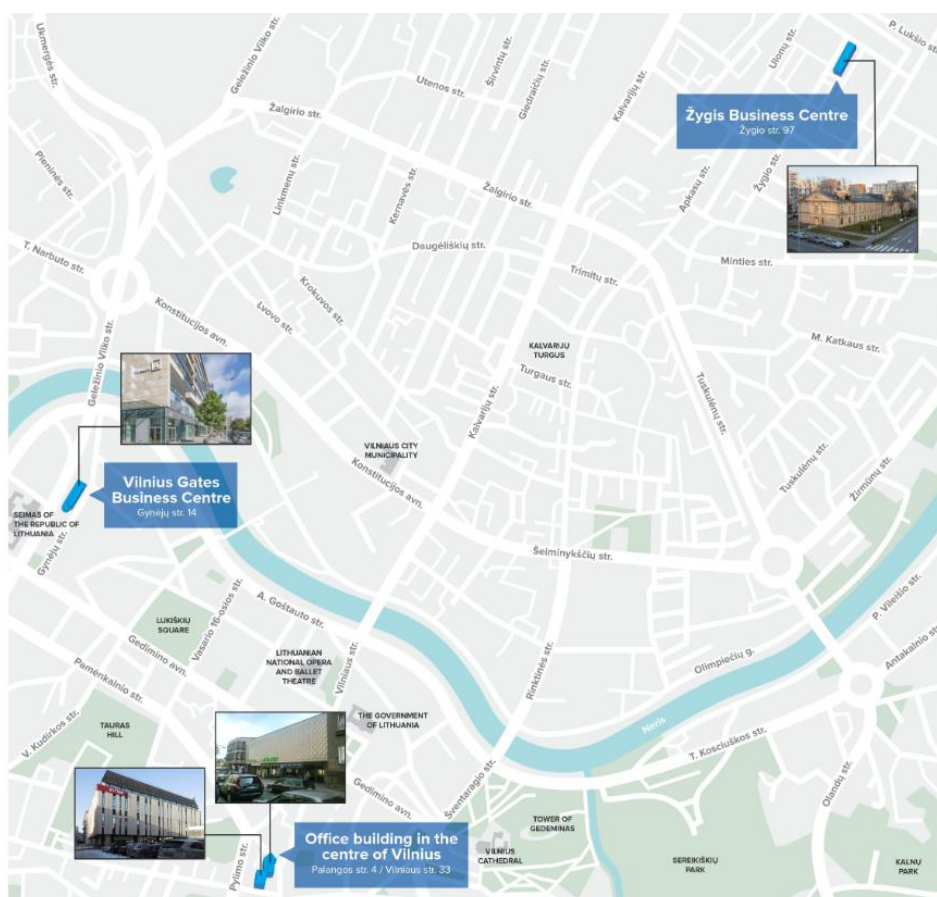 Ukmergės str.
Geležinio Vilko str.
Žalgirio str.
Utenos str.
Širvintų str.
Giedraičių str.
Kalvarijų str.
Ulonų str.
P. Lukšio str.
Žygis Business Centre
Žygio str. 97
Pieninės str.
Linkmenų str.
Kernavės str.
Žalgirio str.
Apkasų str.
Žygio str.
T. Narbuto str.
Daugėliškių str.
Trimitų str.
Minties str.
Konstitucijos avn.
Lvovo str.
Krokuvos str.
Geležinio Vilko str.
KALVARIJŲ
TURGUS
Turgaus str.
M. Katkaus str.
Kalvarijų str.
Tuskulėnų str.
VILNIAUS CITY
MUNICIPALITY
Konstitucijos avn.
Tuskulėnų str.
Žirmūnų str.
Vilnius Gates
Business Centre
Gynėjų str. 14
SEIMAS OF
THE REPUBLIC OF
LITHUANIA
Gynėjų str.
Šeiminykščių str.
LUKIŠKIŲ
SQUARE
Vasario 16-osios str.
A. Goštauto str.
P. Vileišio str.
Gedimino avn.
Pamėnkalnio str.
LITHUANIAN
NATIONAL OPERA
AND BALLET
THEATRE
Vilniaus str.
Rinktinės str.
Olimpiečių g.
Antakalnio str.
V. Kudirkos str.
TAURAS
HILL
THE GOVERNMENT
OF LITHUANIA
Neris
T. Kosciuškos str.
Gedimino avn.
Šventaragio str.
Olandų str.
TOWER OF
GEDEMINAS
Office building in the
centre of Vilnius
Palangos str. 4 / Vilniaus str. 33
Pylimo str.
VILNIUS
CATHEDRAL
SEREIKIŠKIŲ
PARK
KALNŲ
PARK